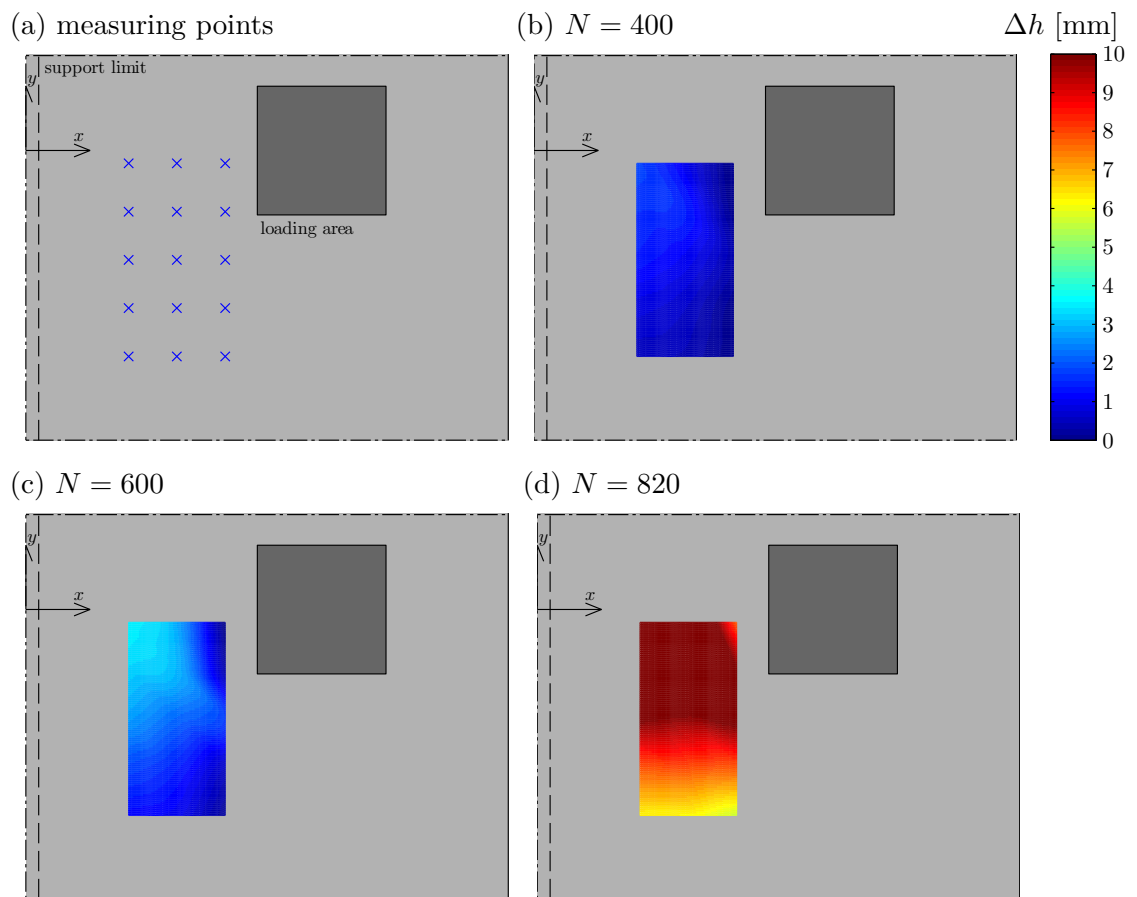 (a) measuring points
(b) N = 400
Δh [mm]
support limit
y
x
loading area
y
x
10
9
8
7
6
5
4
3
2
1
0
(c) N = 600
(d) N = 820
y
x
y
x